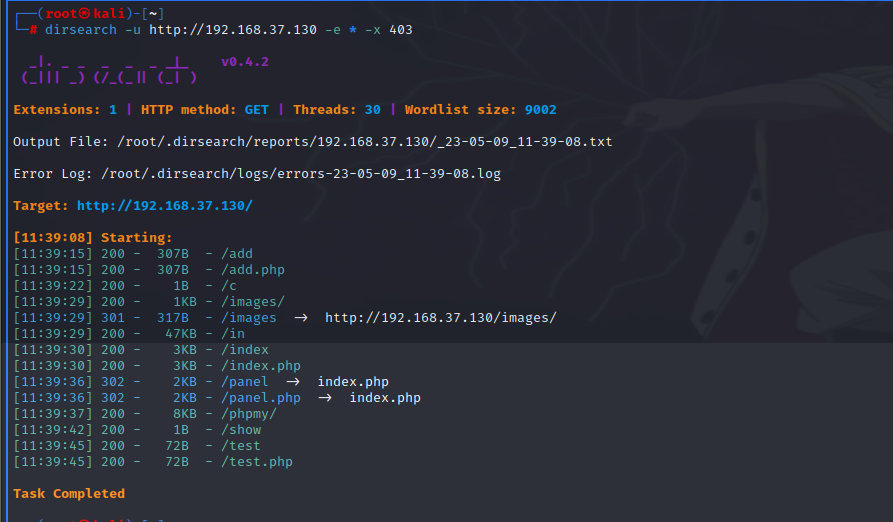 ┌──(root㉿kali)-[~]
└─# dirsearch -u http://192.168.37.130 -e * -x 403
_|. _ _ _ _ _ _|_ v0.4.2
(_||| _) (/_(_|| (_| )
Extensions: 1 | HTTP method: GET | Threads: 30 | Wordlist size: 9002
Output File: /root/.dirsearch/reports/192.168.37.130/_23-05-09_11-39-08.txt
Error Log: /root/.dirsearch/logs/errors-23-05-09_11-39-08.log
Target: http://192.168.37.130/
[11:39:08] Starting:
[11:39:15] 200 - 307B - /add
[11:39:15] 200 - 307B - /add.php
[11:39:22] 200 - 1B - /c
[11:39:29] 200 - 1KB - /images/
[11:39:29] 301 - 317B - /images → http://192.168.37.130/images/
[11:39:29] 200 - 47KB - /in
[11:39:30] 200 - 3KB - /index
[11:39:30] 200 - 3KB - /index.php
[11:39:36] 302 - 2KB - /panel → index.php
[11:39:36] 302 - 2KB - /panel.php → index.php
[11:39:37] 200 - 8KB - /phpmy/
[11:39:42] 200 - 1B - /show
[11:39:45] 200 - 72B - /test
[11:39:45] 200 - 72B - /test.php
Task Completed